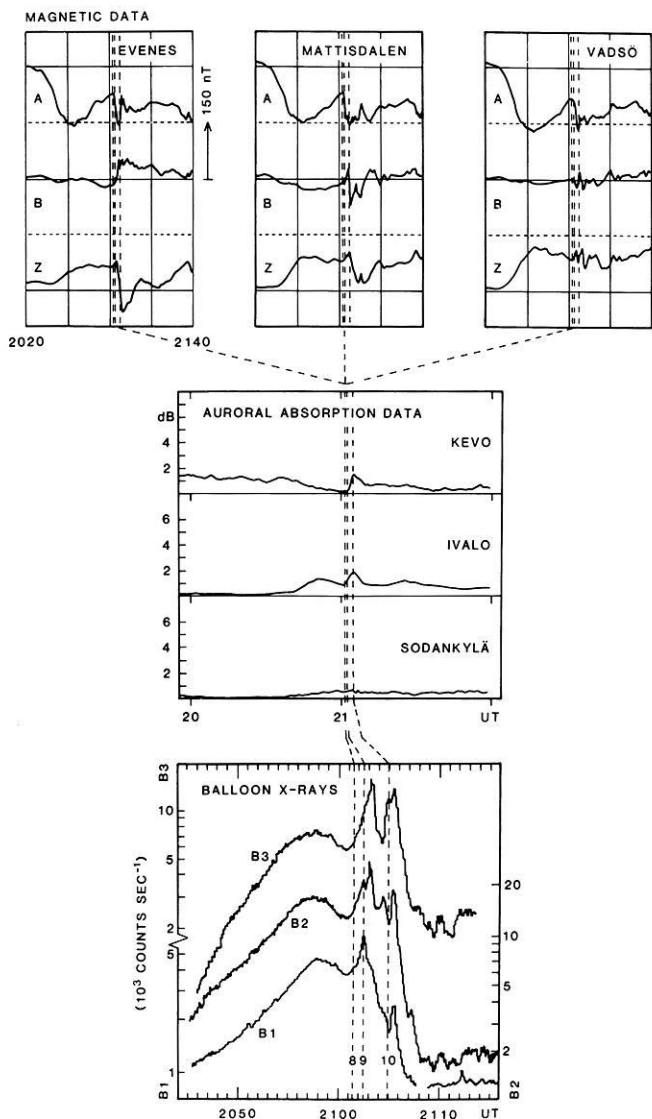 MAGNETIC DATA
EVENES
MATTISDALEN
VADSÖ
A
A
A
150 nT
B
B
B
Z
Z
Z
2020
2140
dB
AURORAL ABSORPTION DATA
KEVO
6
4
2
IVALO
6
4
2
SODANKYLÄ
6
4
2
20
21
UT
B3
BALLOON X-RAYS
10
B3
5
20
B2
2
10
(10³ COUNTS SEC⁻¹)
5
5
B1
8 9 10
2
1
B1
B2
2050
2100
2110
UT